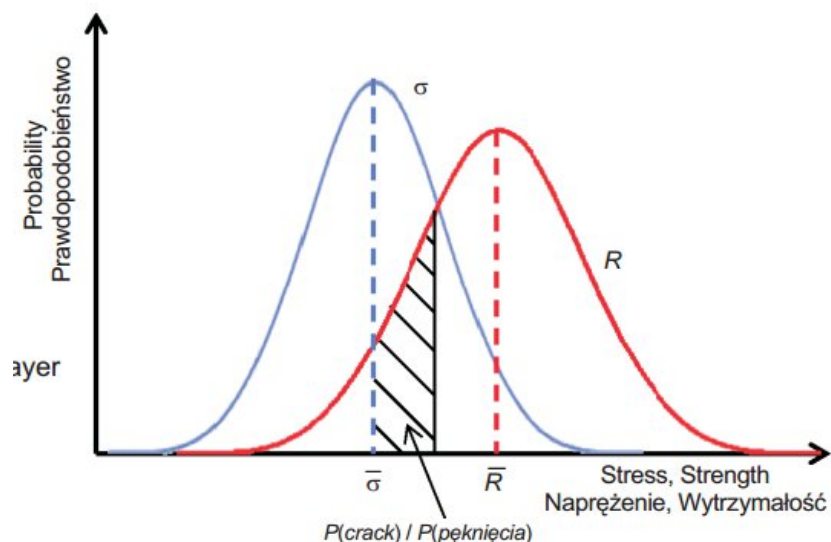 Probability
Prawdopodobieństwo
σ
R
ayer
σ̅
R̅
Stress, Strength
Naprężenie, Wytrzymałość
P(crack) / P(pęknięcia)